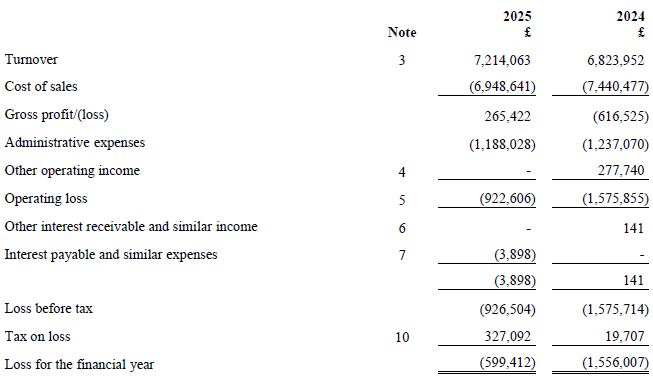 2025 2024
Note £ £
Turnover 3 7,214,063 6,823,952
Cost of sales (6,948,641) (7,440,477)
Gross profit/(loss) 265,422 (616,525)
Administrative expenses (1,188,028) (1,237,070)
Other operating income 4 - 277,740
Operating loss 5 (922,606) (1,575,855)
Other interest receivable and similar income 6 - 141
Interest payable and similar expenses 7 (3,898) -
(3,898) 141
Loss before tax (926,504) (1,575,714)
Tax on loss 10 327,092 19,707
Loss for the financial year (599,412) (1,556,007)